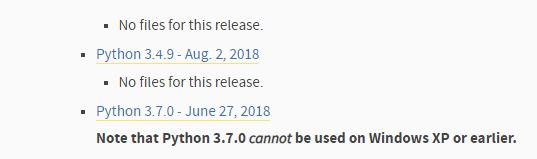 No files for this release.
Python 3.4.9 - Aug. 2, 2018
No files for this release.
Python 3.7.0 - June 27, 2018
Note that Python 3.7.0 cannot be used on Windows XP or earlier.